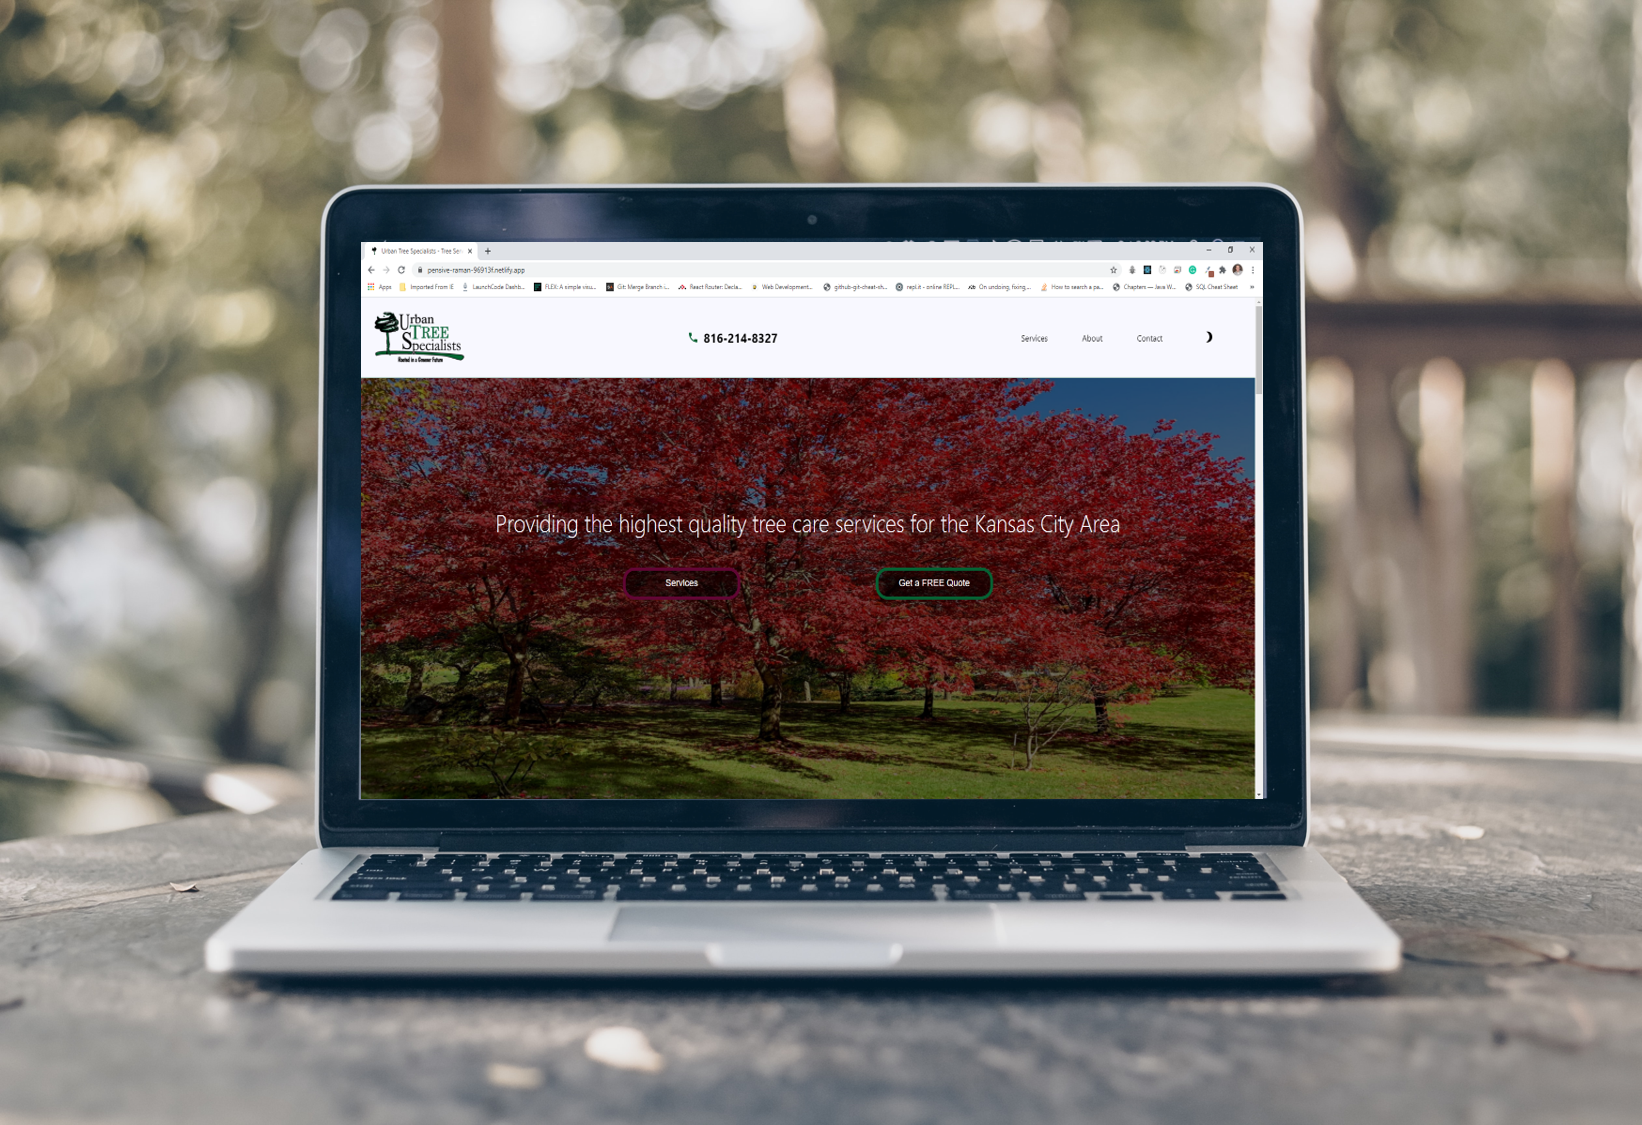 Urban Tree Specialists - Tree Ser
pensive-raman-96913f.netlify.app
Apps Imported From IE LaunchCode Dashb... FLEX: A simple visu... Git: Merge Branch i... React Router: Decla... Web Development... github-git-cheat-sh... repl.it - online REPL... On undoing, fixing,... How to search a pa... Chapters — Java W... SQL Cheat Sheet »
Urban
TREE
Specialists
Rooted in a Greener Future
816-214-8327
Services About Contact
Providing the highest quality tree care services for the Kansas City Area
Services Get a FREE Quote